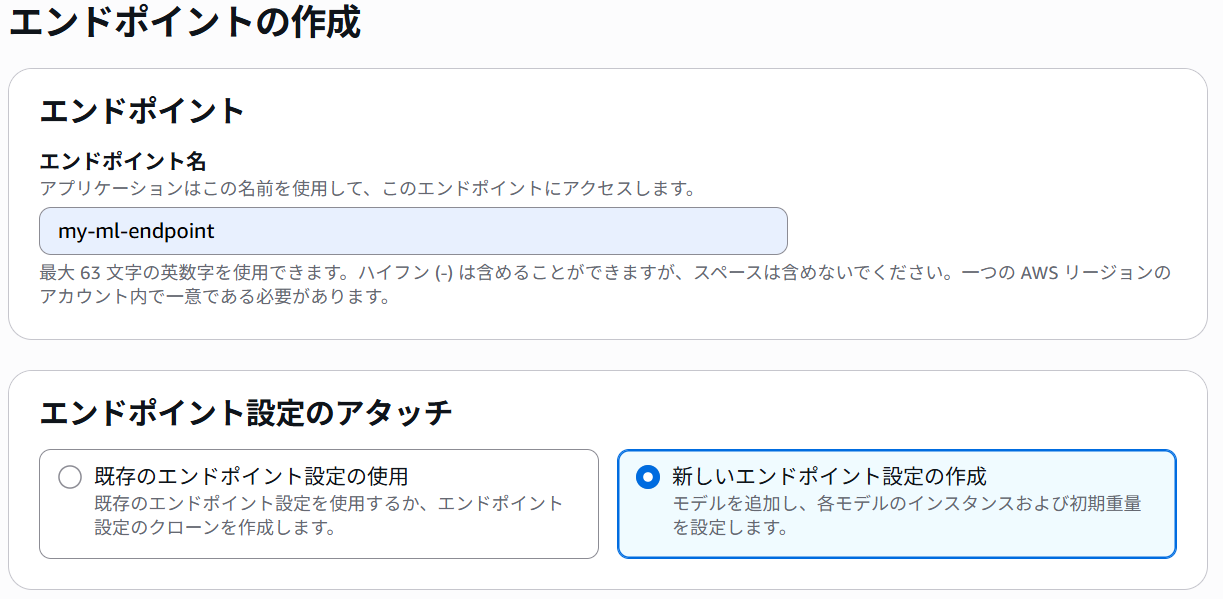 エンドポイントの作成
エンドポイント
エンドポイント名
アプリケーションはこの名前を使用して、このエンドポイントにアクセスします。
my-ml-endpoint
最大 63 文字の英数字を使用できます。ハイフン (-) は含めることができますが、スペースは含めないでください。一つの AWS リージョンの
アカウント内で一意である必要があります。
エンドポイント設定のアタッチ
既存のエンドポイント設定の使用
既存のエンドポイント設定を使用するか、エンドポイント
設定のクローンを作成します。
新しいエンドポイント設定の作成
モデルを追加し、各モデルのインスタンスおよび初期重量
を設定します。